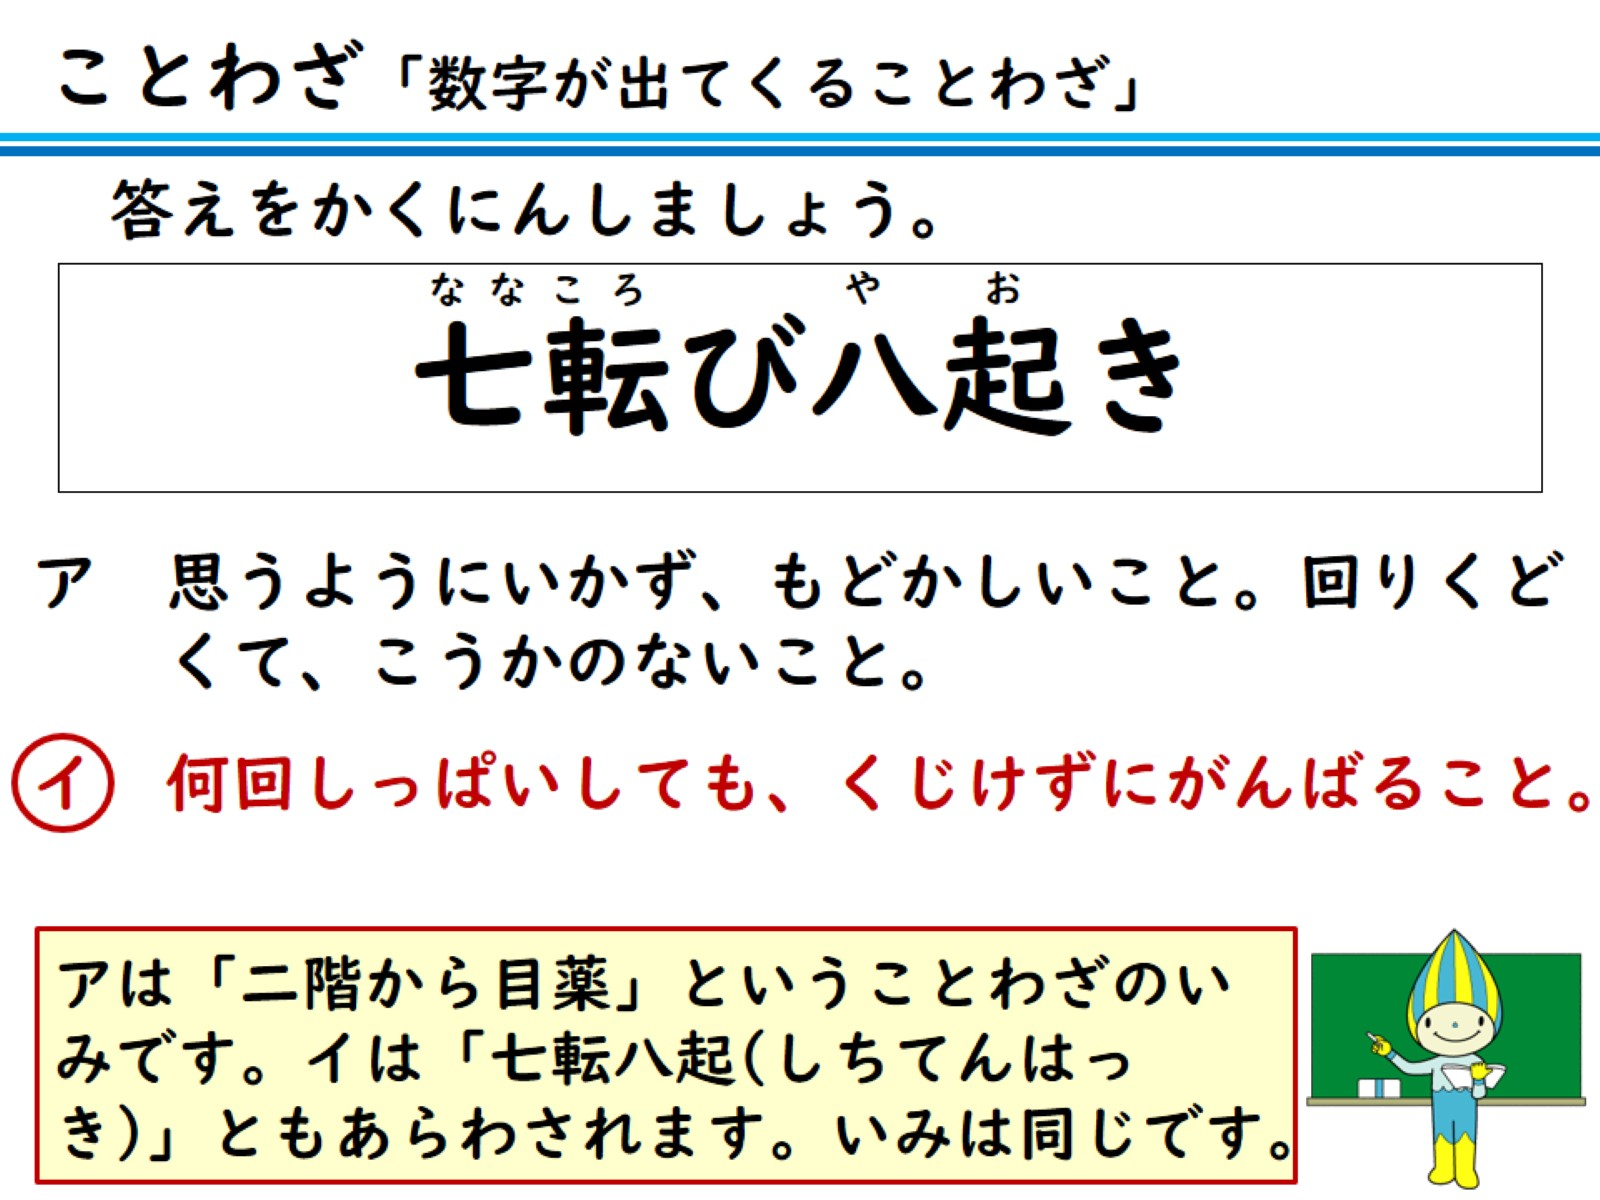 ことわざ「数字が出てくることわざ」
答えをかくにんしましょう。
なな ころ や お
七転び八起き
ア 思うようにいかず、もどかしいこと。回りくど
くて、こうかのないこと。
イ 何回しっぱいしても、くじけずにがんばること。
アは「二階から目薬」ということわざのい
みです。イは「七転八起(しちてんはっ
き)」ともあらわされます。いみは同じです。